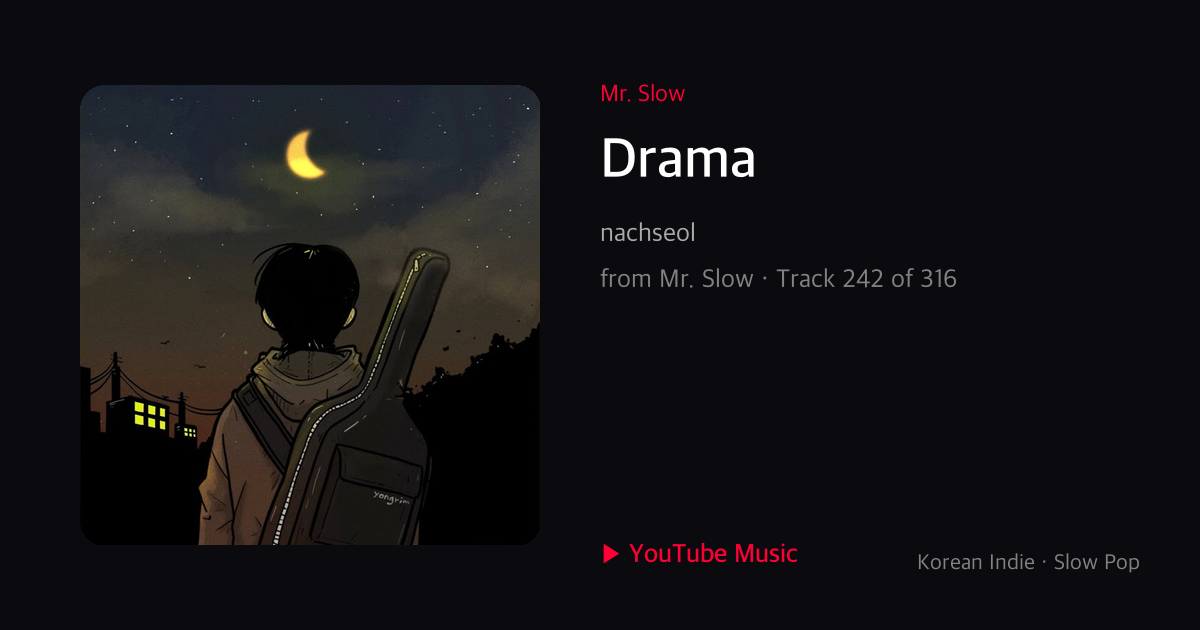 Mr. Slow
Drama
nachseol
from Mr. Slow · Track 242 of 316
yongrim
YouTube Music
Korean Indie · Slow Pop